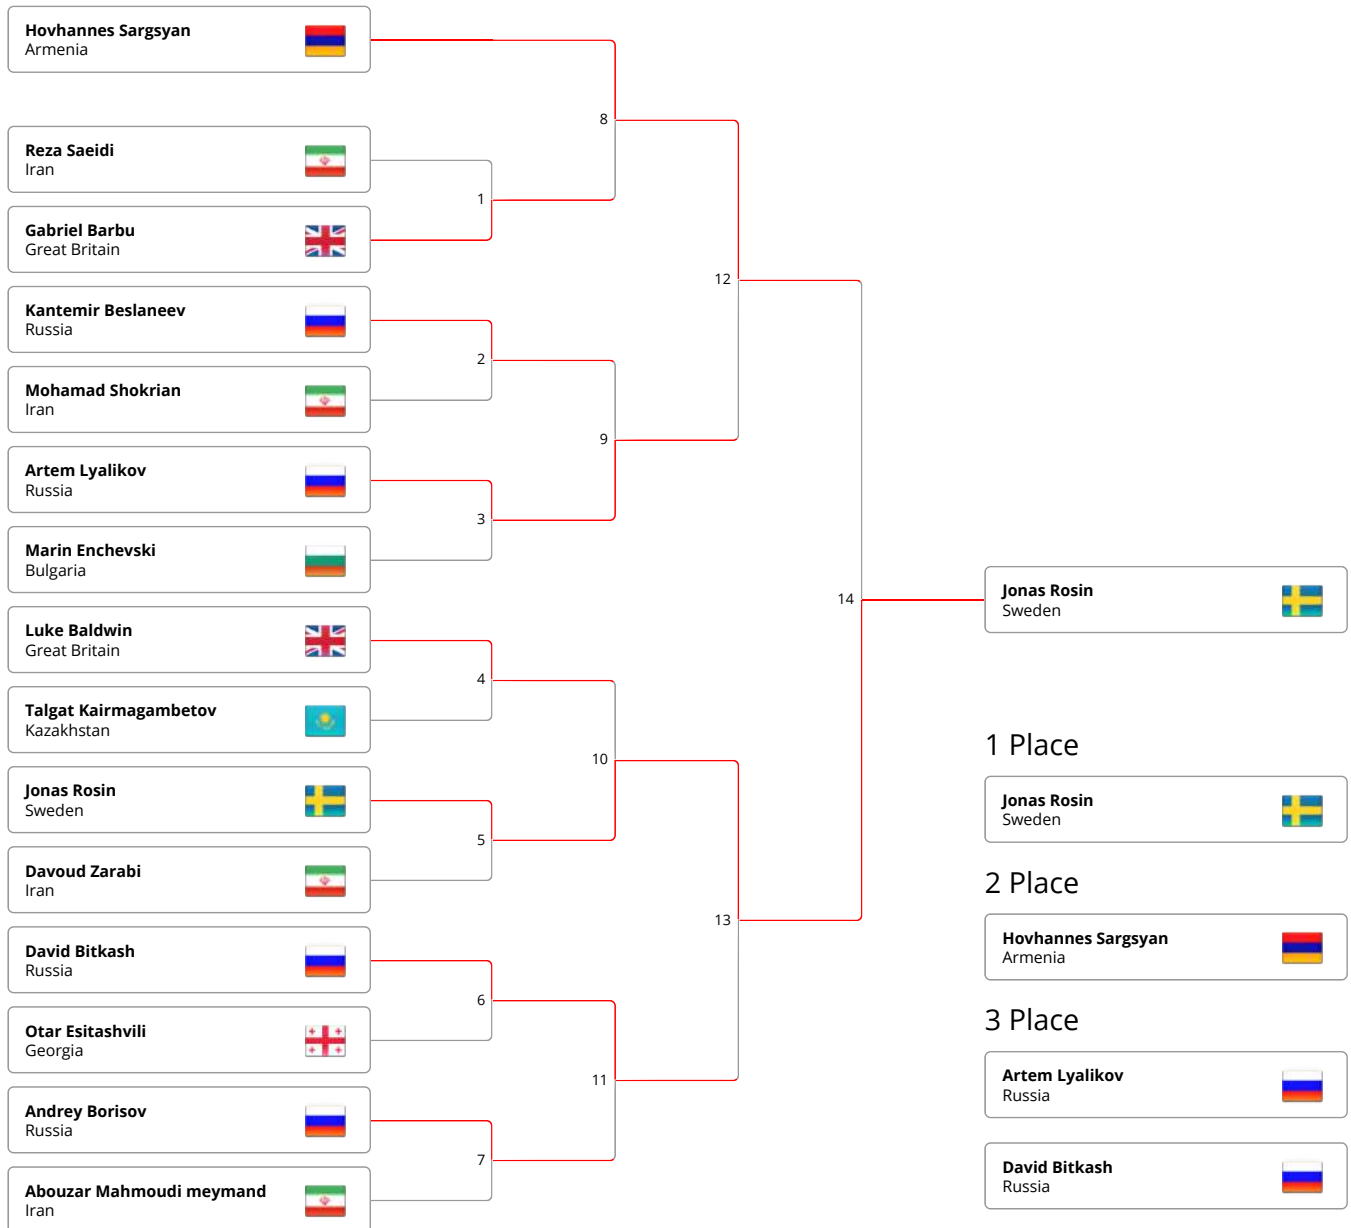 Hovhannes Sargsyan
Armenia
Reza Saeidi
Iran
Gabriel Barbu
Great Britain
Kantemir Beslaneev
Russia
Mohamad Shokrian
Iran
Artem Lyalikov
Russia
Marin Enchevski
Bulgaria
Luke Baldwin
Great Britain
Talgat Kairmagambetov
Kazakhstan
Jonas Rosin
Sweden
Davoud Zarabi
Iran
David Bitkash
Russia
Otar Esitashvili
Georgia
Andrey Borisov
Russia
Abouzar Mahmoudi meymand
Iran
1
2
3
4
5
6
7
8
9
10
11
12
13
14
Jonas Rosin
Sweden
1 Place
Jonas Rosin
Sweden
2 Place
Hovhannes Sargsyan
Armenia
3 Place
Artem Lyalikov
Russia
David Bitkash
Russia